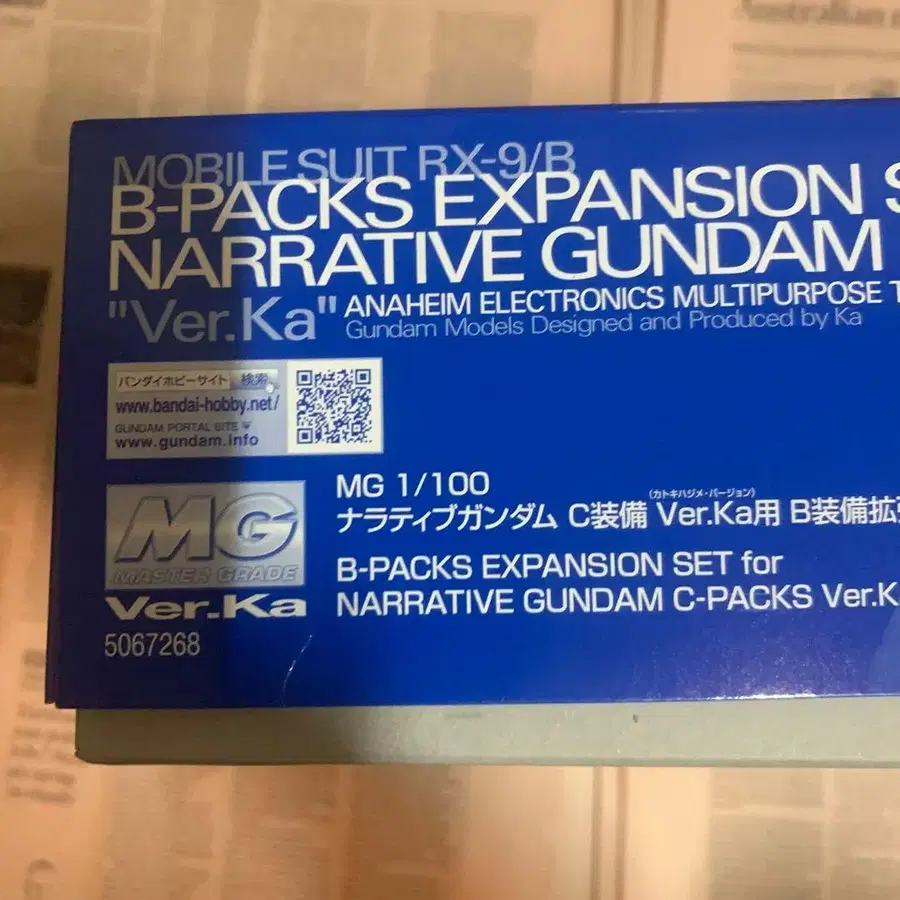 Australian
MOBILE SUIT RX-9/B
B-PACKS EXPANSION S
NARRATIVE GUNDAM
"Ver.Ka" ANAHEIM ELECTRONICS MULTIPURPOSE T
Gundam Models Designed and Produced by Ka
バンダイホビーサイト 検索
www.bandai-hobby.net/
GUNDAM PORTAL SITE
www.gundam.info
MG 1/100
(カトキハジメ・バージョン)
ナラティブガンダム C装備 Ver.Ka用 B装備拡張
B-PACKS EXPANSION SET for
NARRATIVE GUNDAM C-PACKS Ver.K
MG
MASTER GRADE
Ver.Ka
5067268